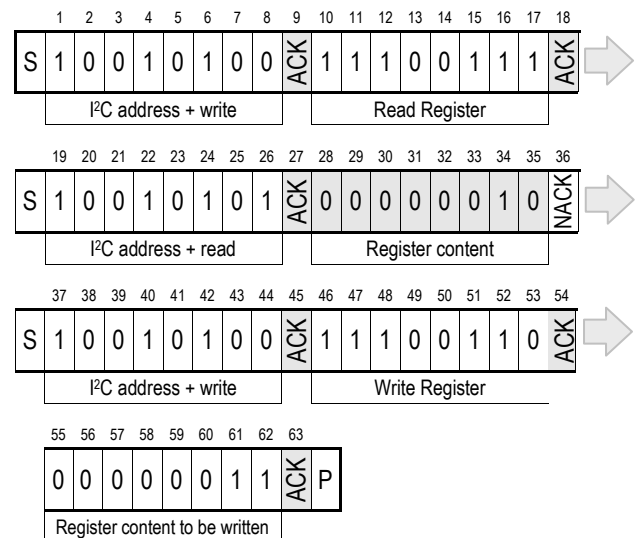 1 2 3 4 5 6 7 8 9 10 11 12 13 14 15 16 17 18
S 1 0 0 1 0 1 0 0 ACK 1 1 1 0 0 1 1 1 ACK
I²C address + write Read Register
19 20 21 22 23 24 25 26 27 28 29 30 31 32 33 34 35 36
S 1 0 0 1 0 1 0 1 ACK 0 0 0 0 0 0 1 0 NACK
I²C address + read Register content
37 38 39 40 41 42 43 44 45 46 47 48 49 50 51 52 53 54
S 1 0 0 1 0 1 0 0 ACK 1 1 1 0 0 1 1 0 ACK
I²C address + write Write Register
55 56 57 58 59 60 61 62 63
0 0 0 0 0 0 1 1 ACK P
Register content to be written